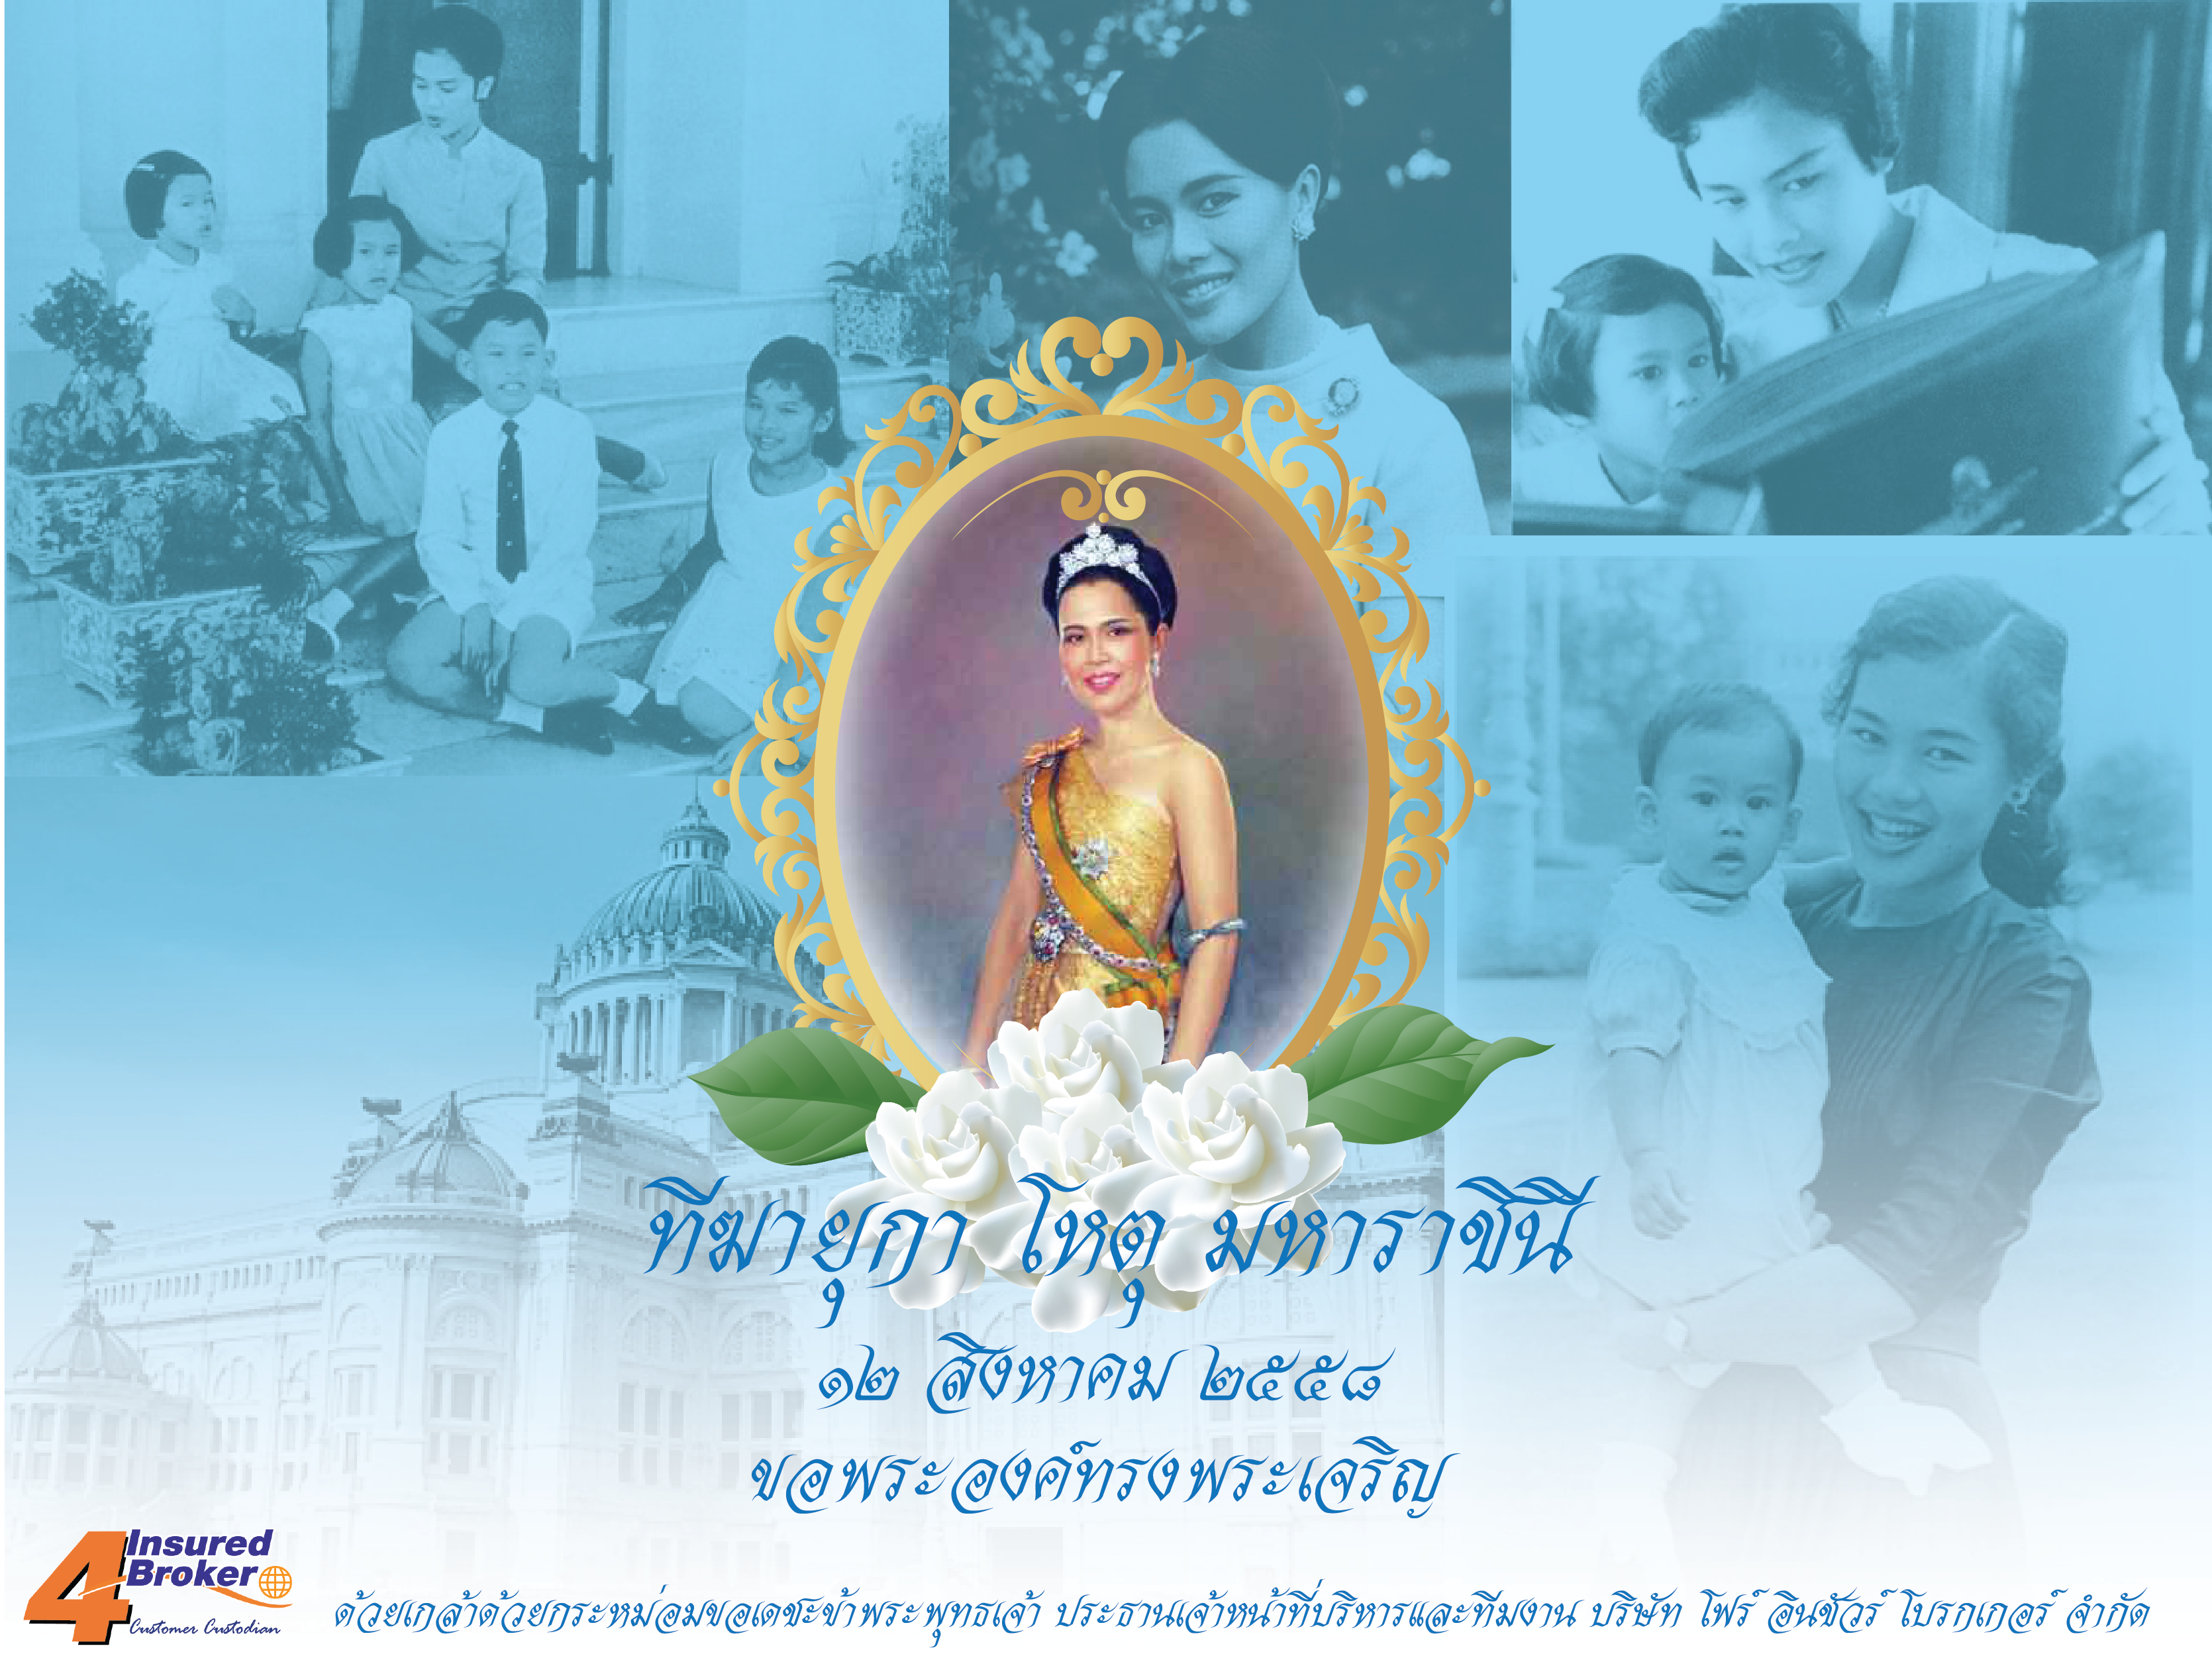 ทีฆายุกา โหตุ มหาราชินี
๑๒ สิงหาคม ๒๕๕๘
ขอพระองค์ทรงพระเจริญ
4 Insured
Broker
Customer Custodian
ด้วยเกล้าด้วยกระหม่อมขอเดชะข้าพระพุทธเจ้า ประธานเจ้าหน้าที่บริหารและทีมงาน บริษัท โฟร์ อินชัวร์ โบรกเกอร์ จำกัด